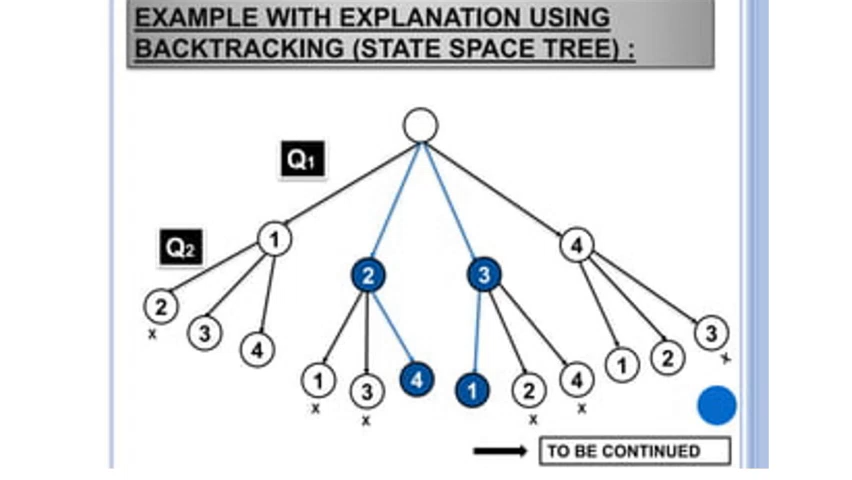 EXAMPLE WITH EXPLANATION USING
BACKTRACKING (STATE SPACE TREE) :
Q1
Q2
1
2
3
4
2
3
4
1
3
4
1
2
4
1
2
3
x
x
x
x
x
x
TO BE CONTINUED